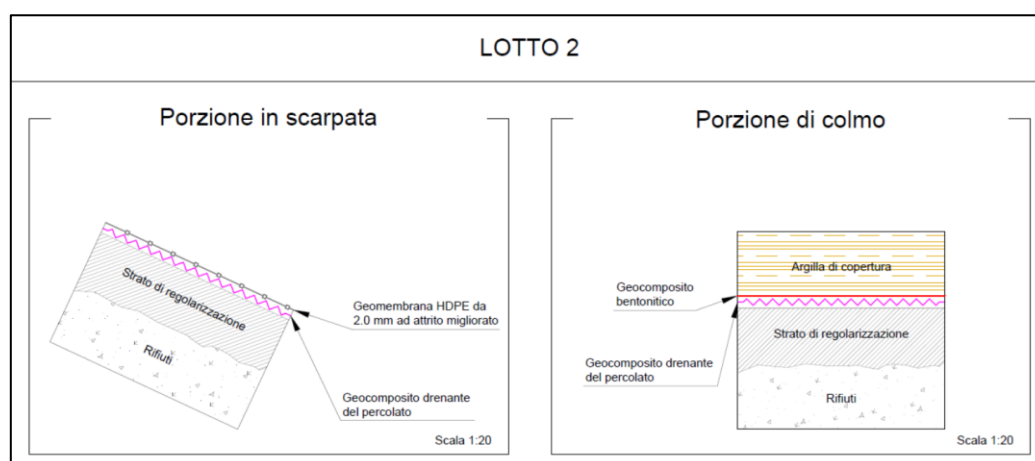 LOTTO 2
Porzione in scarpata
Strato di regolarizzazione
Rifiuti
Geomembrana HDPE da
2.0 mm ad attrito migliorato
Geocomposito drenante
del percolato
Scala 1:20
Porzione di colmo
Argilla di copertura
Geocomposito
bentonitico
Strato di regolarizzazione
Geocomposito drenante
del percolato
Rifiuti
Scala 1:20